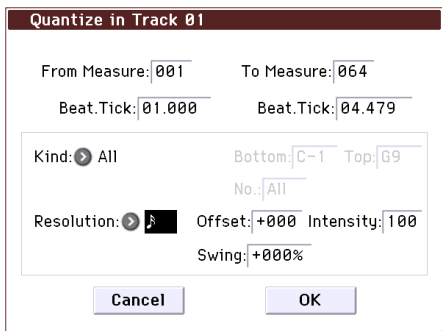 Quantize in Track 01
From Measure: 001 To Measure: 064
Beat.Tick: 01.000 Beat.Tick: 04.479
Kind: All Bottom: C-1 Top: G9
No.: All
Resolution: Offset: +000 Intensity: 100
Swing: +000%
Cancel OK